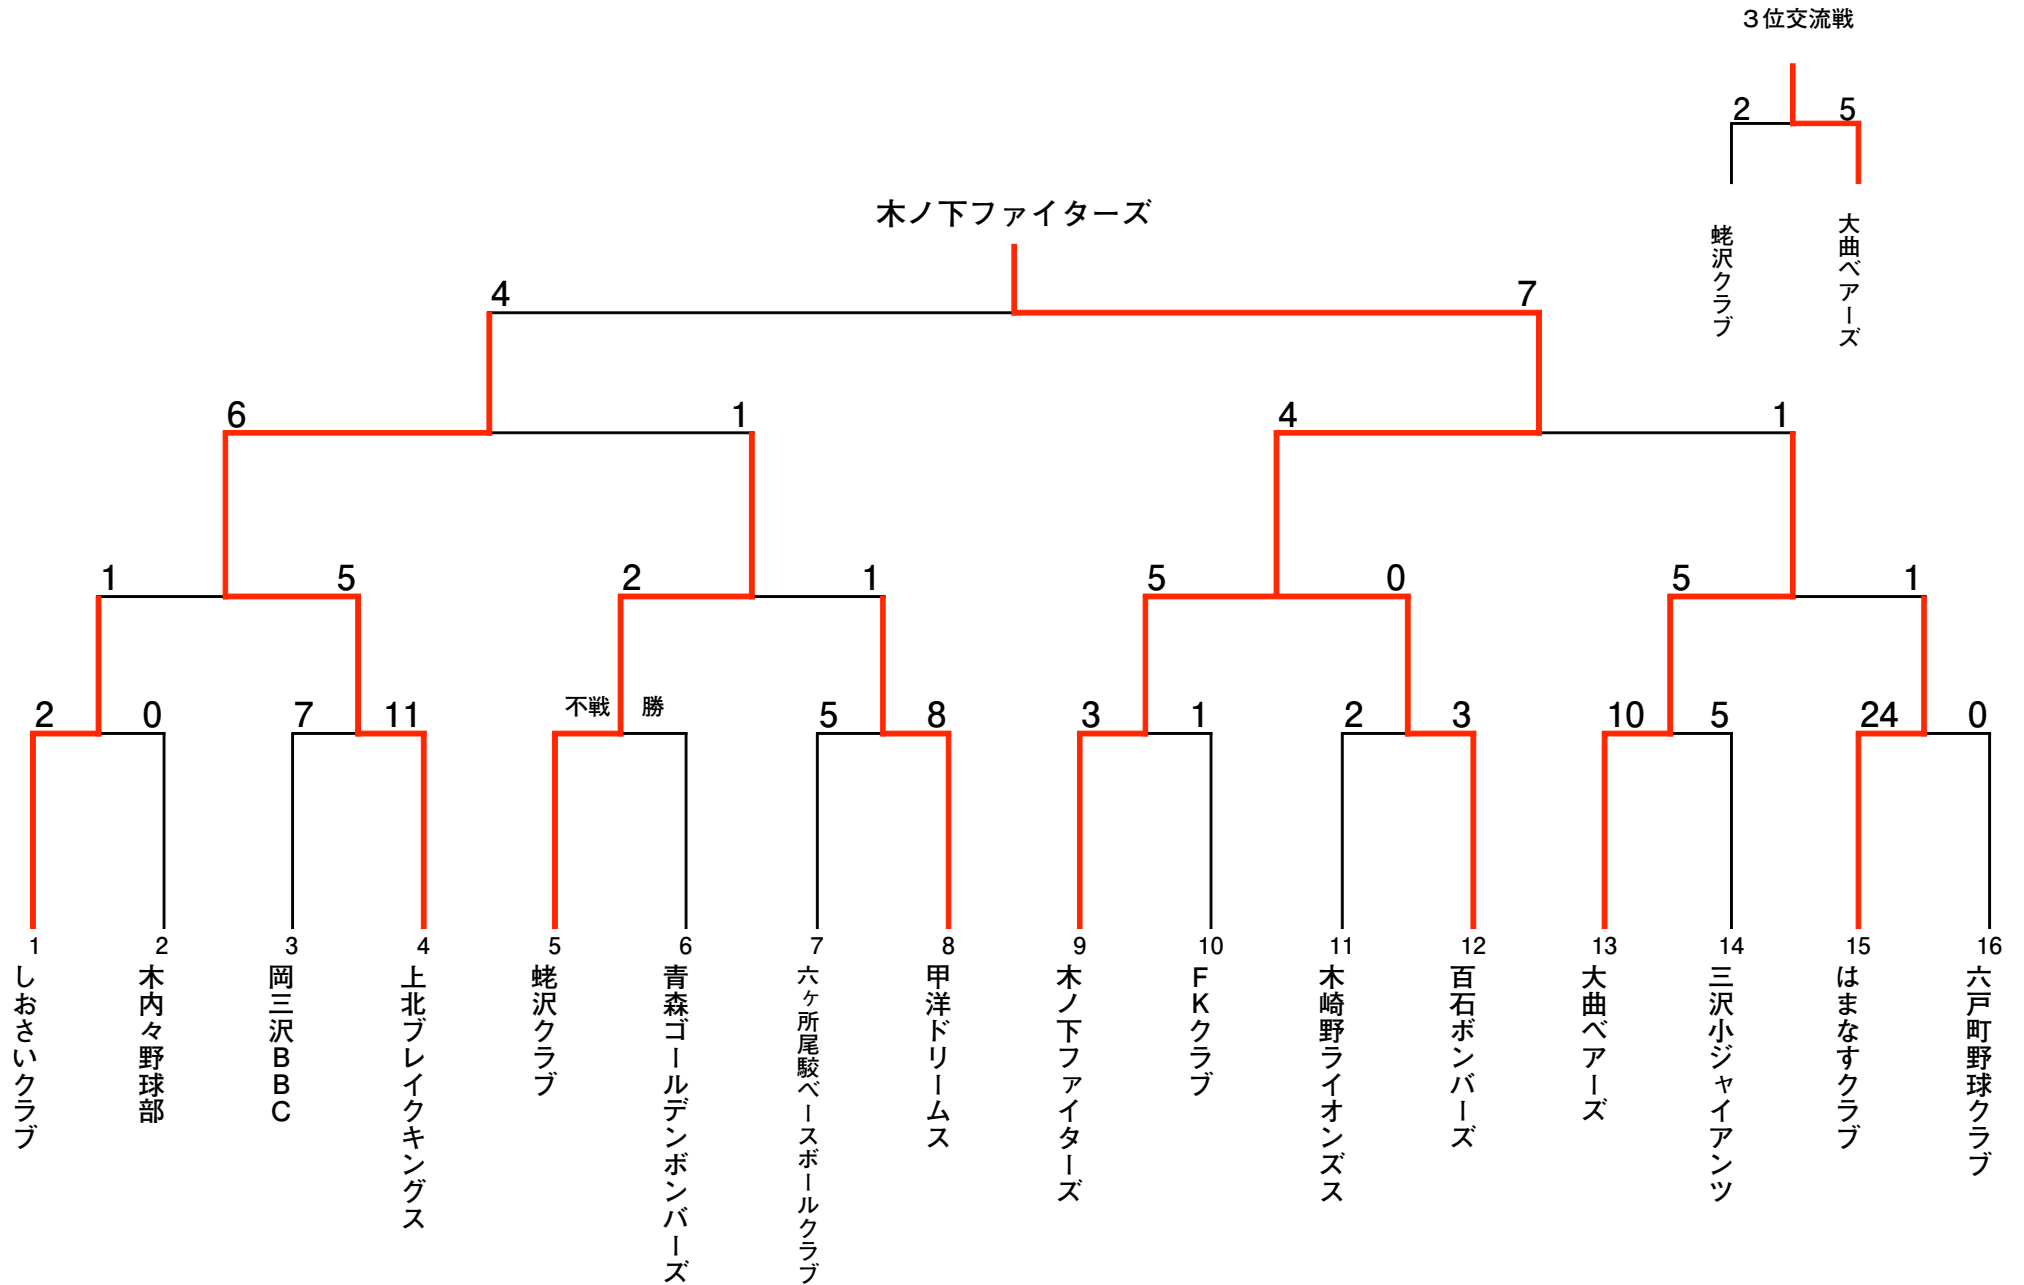 ３位交流戦
2 5
蛯沢クラブ
大曲ベアーズ
木ノ下ファイターズ
4 7
6 1 4 1
1 5 2 1 5 0 5 1
不戦 勝
2 0 7 11 5 8 3 1 2 3 10 5 24 0
1 2 3 4 5 6 7 8 9 10 11 12 13 14 15 16
しおさいクラブ
木内々野球部
岡三沢ＢＢＣ
上北ブレイクキングス
蛯沢クラブ
青森ゴールデンボンバーズ
六ヶ所尾駮ベースボールクラブ
甲洋ドリームス
木ノ下ファイターズ
ＦＫクラブ
木崎野ライオンズス
百石ボンバーズ
大曲ベアーズ
三沢小ジャイアンツ
はまなすクラブ
六戸町野球クラブ